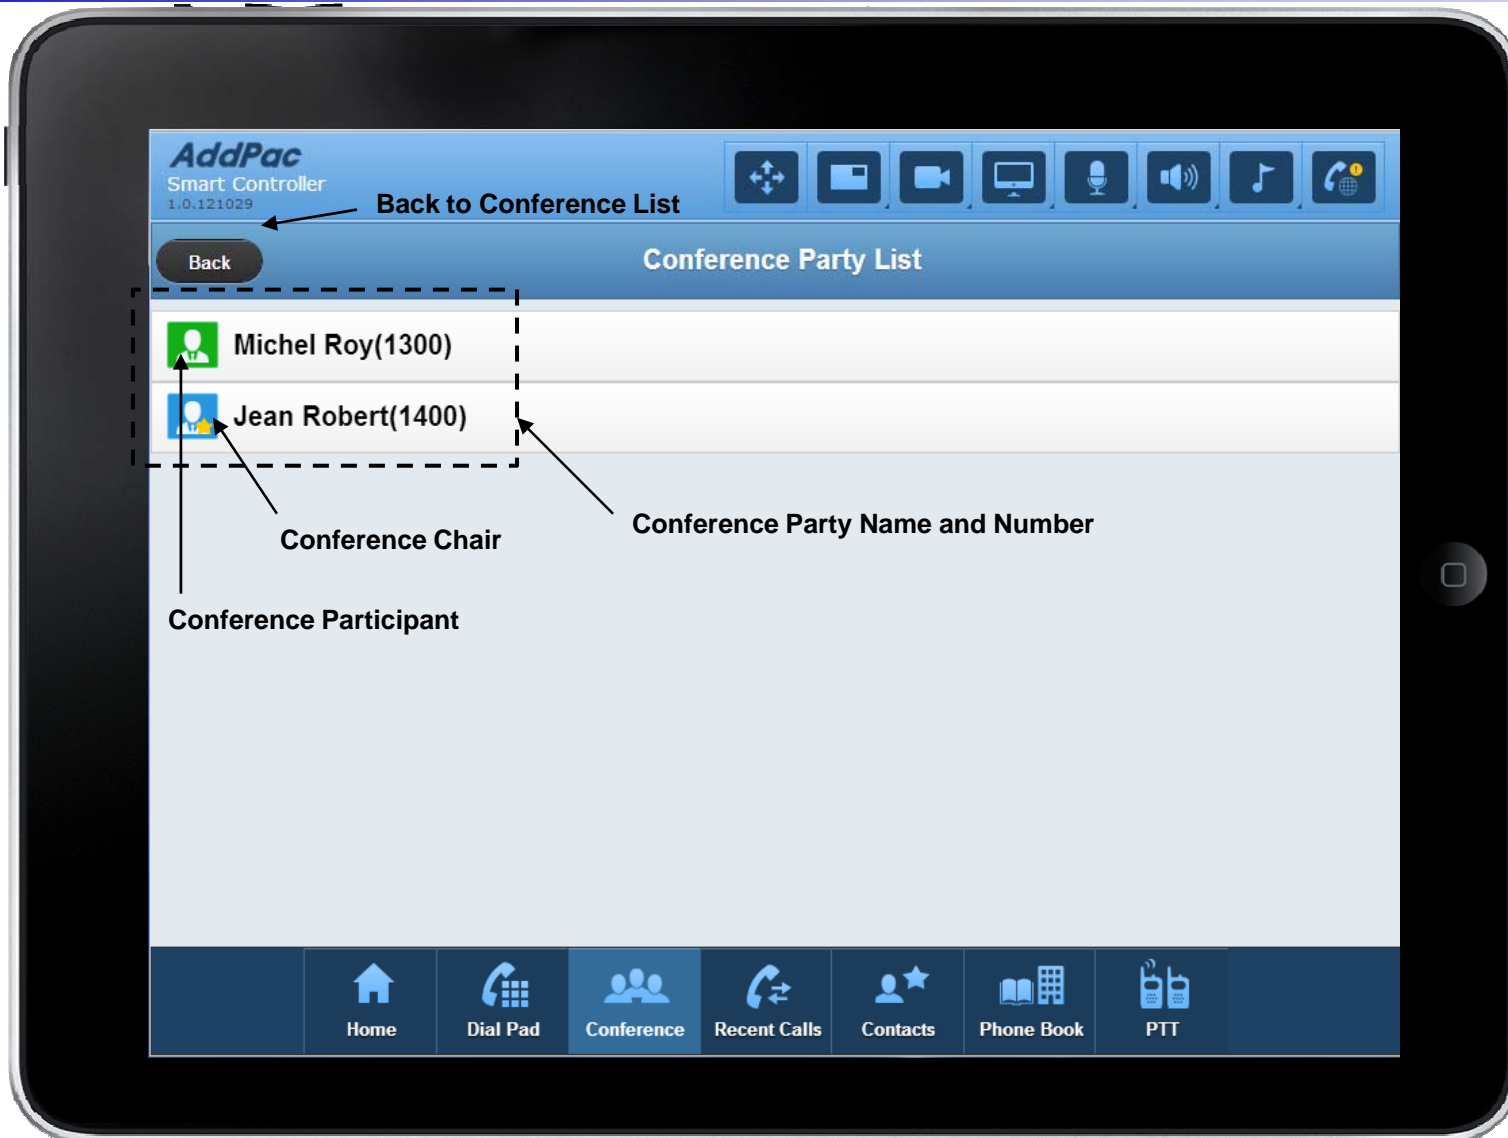 AddPac
Smart Controller
1.0.121029
Back to Conference List
Back
Conference Party List
Michel Roy(1300)
Jean Robert(1400)
Conference Chair
Conference Party Name and Number
Conference Participant
Home
Dial Pad
Conference
Recent Calls
Contacts
Phone Book
PTT